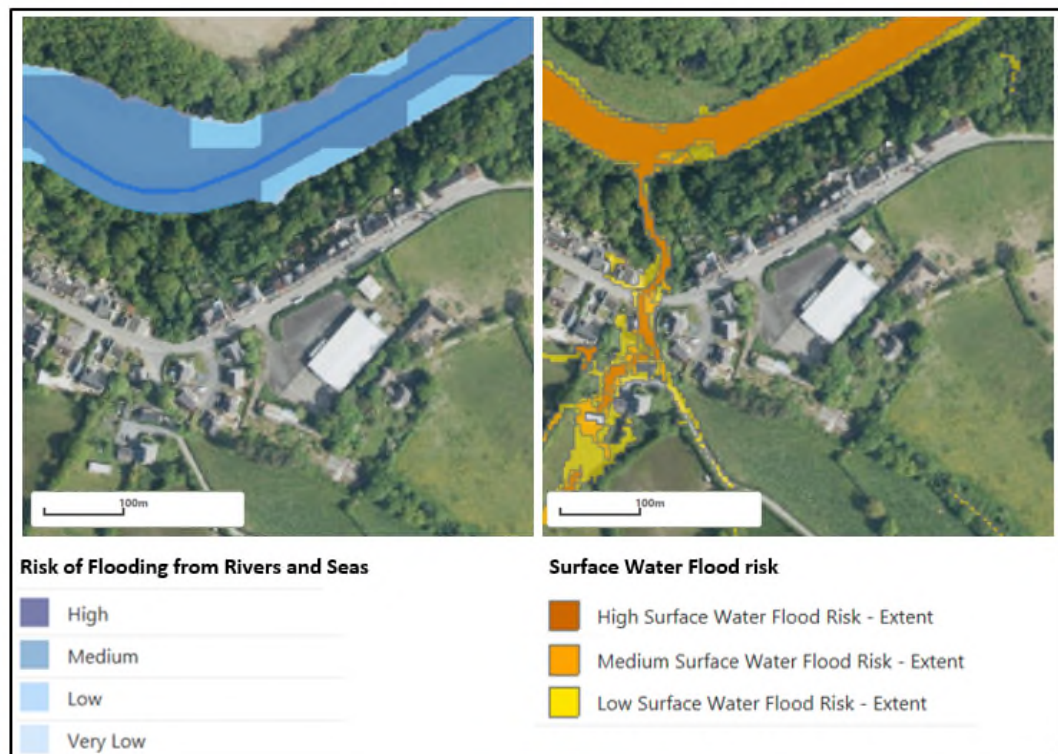 100m
100m
Risk of Flooding from Rivers and Seas
High
Medium
Low
Very Low
Surface Water Flood risk
High Surface Water Flood Risk - Extent
Medium Surface Water Flood Risk - Extent
Low Surface Water Flood Risk - Extent